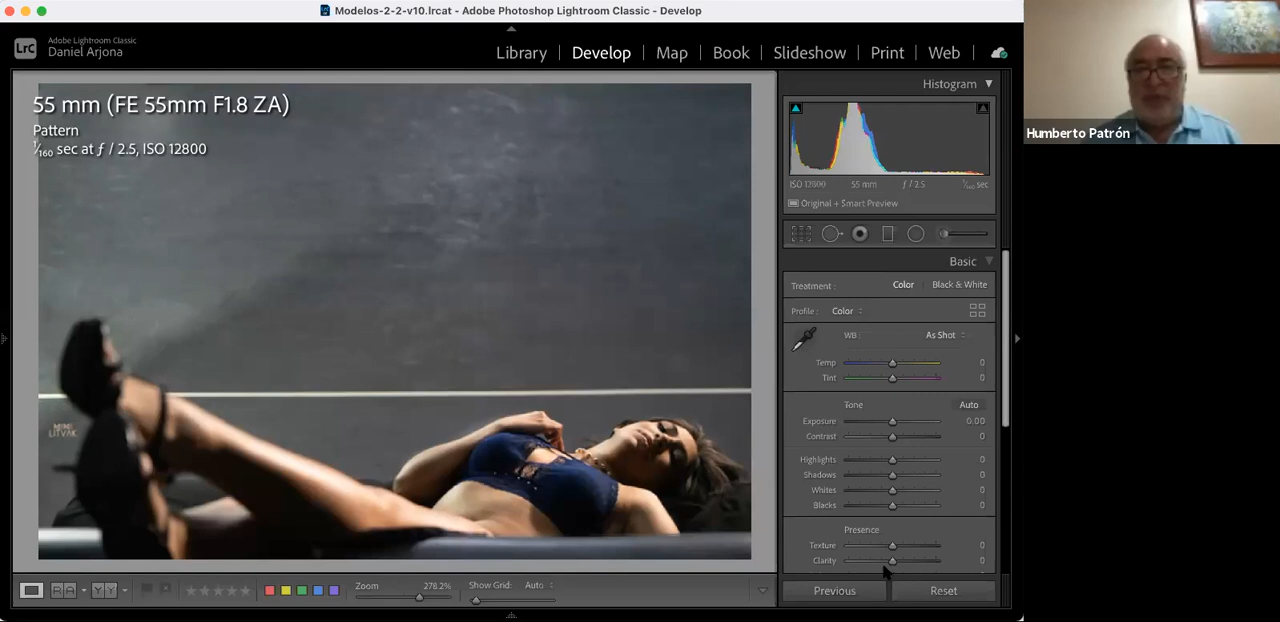 Modelos-2-2-v10.lrcat - Adobe Photoshop Lightroom Classic - Develop
LrC
Adobe Lightroom Classic
Daniel Arjona
Library Develop Map Book Slideshow Print Web
55 mm (FE 55mm F1.8 ZA)
Pattern
1/160 sec at ƒ / 2.5, ISO 12800
MINI
LITVAK
Histogram
ISO 12800 55 mm ƒ / 2.5 1/160 sec
Original + Smart Preview
Basic
Treatment : Color Black & White
Profile : Color
WB : As Shot
Temp 0
Tint 0
Tone Auto
Exposure 0.00
Contrast 0
Highlights 0
Shadows 0
Whites 0
Blacks 0
Presence
Texture 0
Clarity 0
Previous Reset
Zoom 278.2% Show Grid: Auto
Humberto Patrón